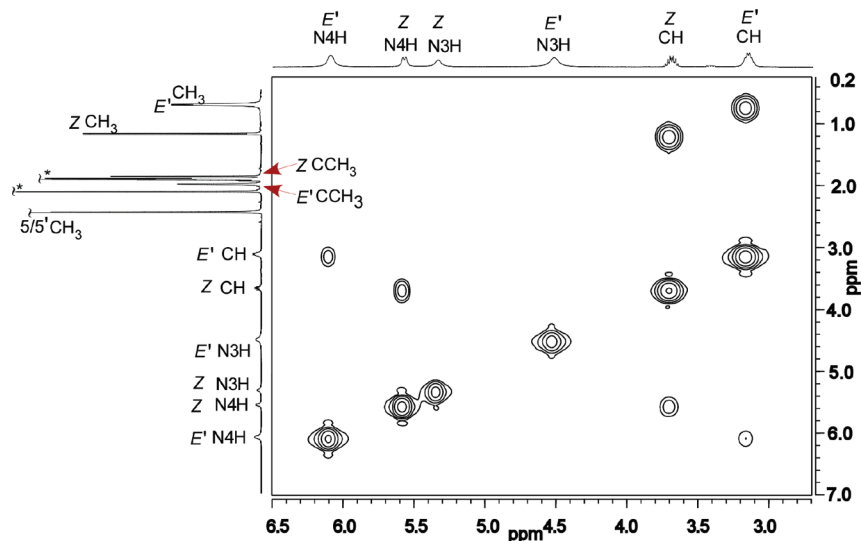 E' Z Z E' Z E'
N4H N4H N3H N3H CH CH
0.2
E' CH₃
1.0
Z CH₃
Z CCH₃
*
2.0
*
E' CCH₃
5/5'CH₃
E' CH
3.0
ppm
Z CH
4.0
E' N3H
5.0
Z N3H
Z N4H
6.0
E' N4H
7.0
6.5 6.0 5.5 5.0 4.5 4.0 3.5 3.0
ppm